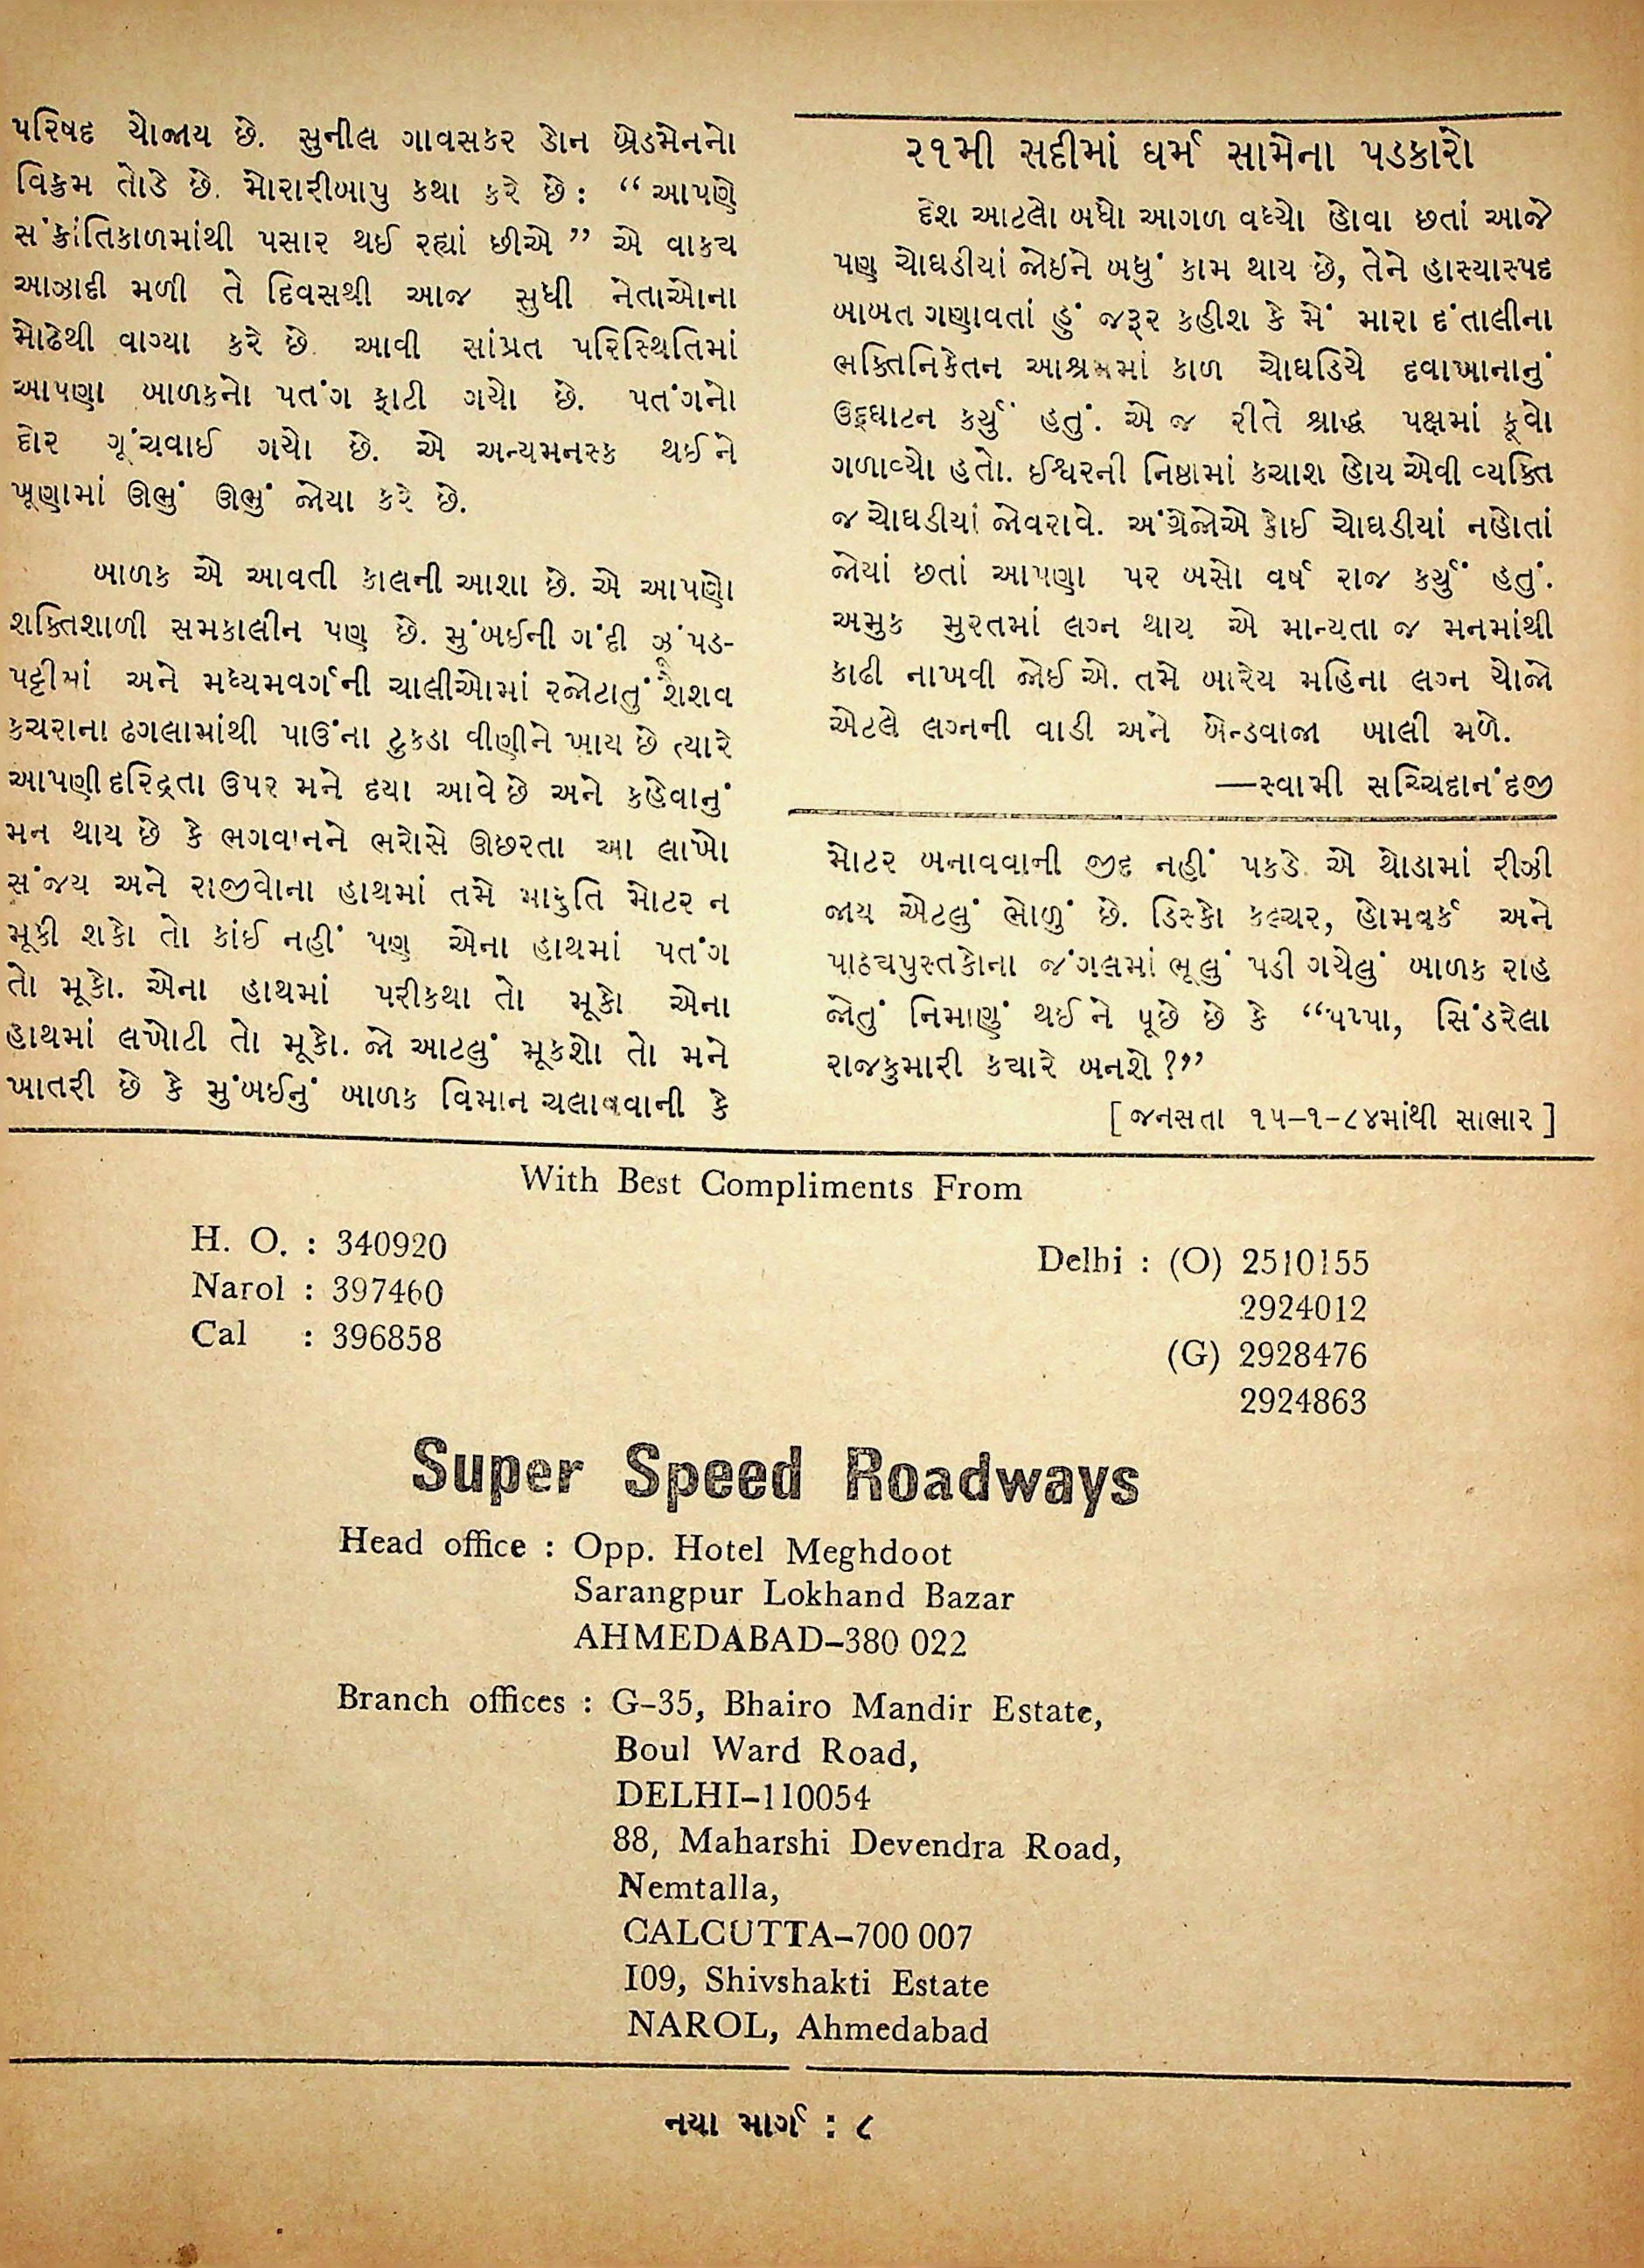 પરિષદ યોજાય છે. સુનીલ ગાવસકર ડોન બ્રેડમેનનો
વિક્રમ તોડે છે. મોરારીબાપુ કથા કરે છે: “આપણે
સંક્રાંતિકાળમાંથી પસાર થઈ રહ્યાં છીએ” એ વાક્ય
આઝાદી મળી તે દિવસથી આજ સુધી નેતાઓના
મોઢેથી વાગ્યા કરે છે. આવી સાંપ્રત પરિસ્થિતિમાં
આપણા બાળકનો પતંગ ફાટી ગયો છે. પતંગનો
દોર ગૂંચવાઈ ગયો છે. એ અન્યમનસ્ક થઈને
ખૂણામાં ઊભું ઊભું જોયા કરે છે.
બાળક એ આવતી કાલની આશા છે. એ આપણો
શક્તિશાળી સમકાલીન પણ છે. મુંબઈની ગંદી ઝૂંપડ-
પટ્ટીમાં અને મધ્યમવર્ગની ચાલીઓમાં રજોટાતું શૈશવ
કચરાના ઢગલામાંથી પાઉંના ટુકડા વીણીને ખાય છે ત્યારે
આપણી દરિદ્રતા ઉપર મને દયા આવે છે અને કહેવાનું
મન થાય છે કે ભગવાનને ભરોસે ઊછરતા આ લાખો
સંજય અને રાજીવોના હાથમાં તમે મારુતિ મોટર ન
મૂકી શકો તો કાંઈ નહીં પણ એના હાથમાં પતંગ
તો મૂકો. એના હાથમાં પરીકથા તો મૂકો એના
હાથમાં લખોટી તો મૂકો. જો આટલું મૂકશો તો મને
ખાતરી છે કે મુંબઈનું બાળક વિમાન ચલાવવાની કે
૨૧મી સદીમાં ધર્મ સામેના પડકારો
દેશ આટલો બધો આગળ વધ્યો હોવા છતાં આજે
પણ ચોઘડીયાં જોઇને બધું કામ થાય છે, તેને હાસ્યાસ્પદ
બાબત ગણાવતાં હું જરૂર કહીશ કે મેં મારા દંતાલીના
ભક્તિનિકેતન આશ્રમમાં કાળ ચોઘડિયે દવાખાનાનું
ઉદ્દઘાટન કર્યું હતું. એ જ રીતે શ્રાદ્ધ પક્ષમાં કૂવો
ગળાવ્યો હતો. ઈશ્વરની નિષ્ઠામાં કચાશ હોય એવી વ્યક્તિ
જ ચોઘડીયાં જોવરાવે. અંગ્રેજોએ કોઈ ચોઘડીયાં નહોતાં
જોયાં છતાં આપણા પર બસો વર્ષ રાજ કર્યું હતું.
અમુક મુરતમાં લગ્ન થાય એ માન્યતા જ મનમાંથી
કાઢી નાખવી જોઈ એ. તમે બારેય મહિના લગ્ન યોજો
એટલે લગ્નની વાડી અને બેન્ડવાજા ખાલી મળે.
—સ્વામી સચ્ચિદાનંદજી
મોટર બનાવવાની જીદ નહીં પકડે. એ થોડામાં રીઝી
જાય એટલું ભોળું છે. ડિસ્કો કલ્ચર, હોમવર્ક અને
પાઠ્યપુસ્તકોના જંગલમાં ભૂલું પડી ગયેલું બાળક રાહ
જોતું નિમાણું થઈને પૂછે છે કે “પપ્પા, સિંડરેલા
રાજકુમારી ક્યારે બનશે?”
[ જનસતા ૧૫-૧-૮૪માંથી સાભાર ]
With Best Compliments From
H. O. : 340920
Narol : 397460
Cal : 396858
Delhi : (O) 2510155
2924012
(G) 2928476
2924863
Super Speed Roadways
Head office : Opp. Hotel Meghdoot
Sarangpur Lokhand Bazar
AHMEDABAD-380 022
Branch offices : G-35, Bhairo Mandir Estate,
Boul Ward Road,
DELHI-110054
88, Maharshi Devendra Road,
Nemtalla,
CALCUTTA-700 007
I09, Shivshakti Estate
NAROL, Ahmedabad
નયા માર્ગ : ૮